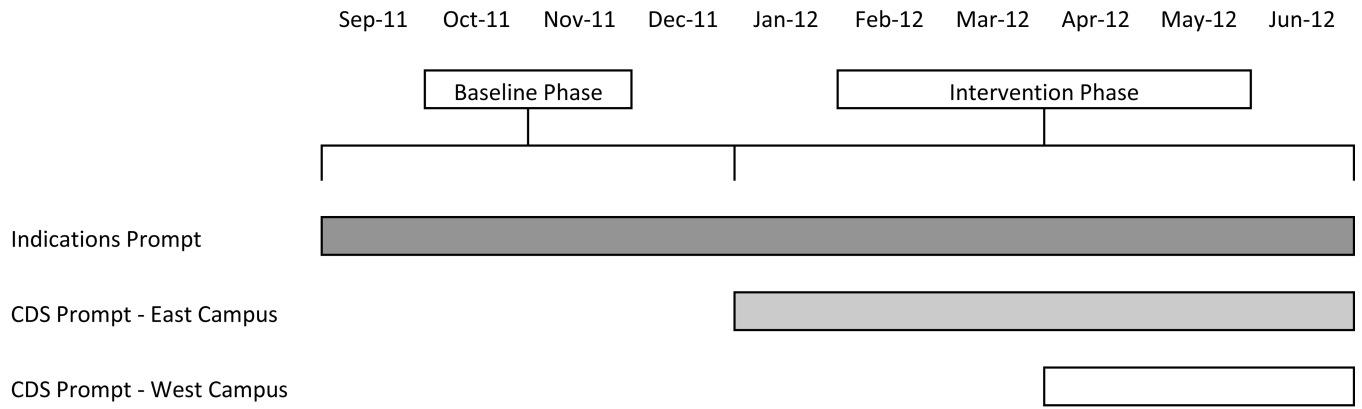 Sep-11 Oct-11 Nov-11 Dec-11 Jan-12 Feb-12 Mar-12 Apr-12 May-12 Jun-12
Baseline Phase Intervention Phase
Indications Prompt
CDS Prompt - East Campus
CDS Prompt - West Campus